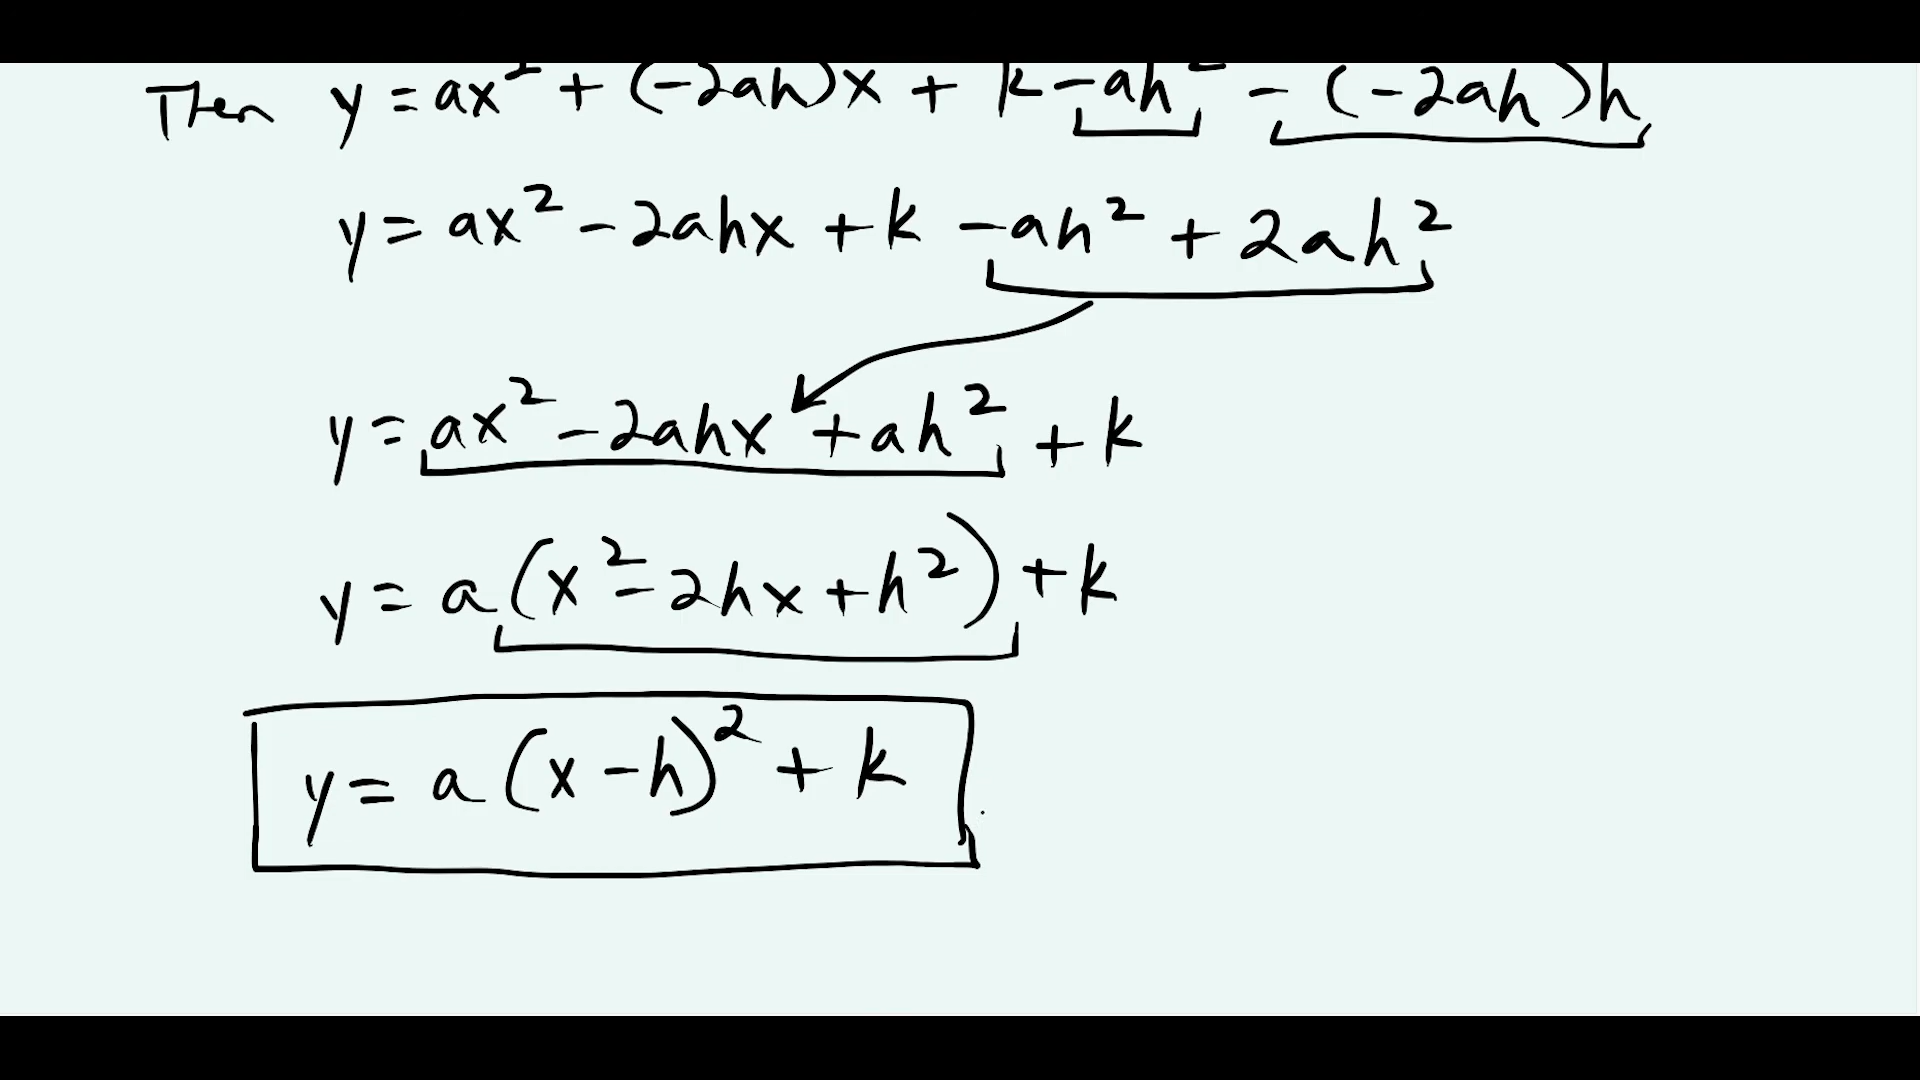 Then y = ax² + (-2ah)x + k - ah² - (-2ah)h
y = ax² - 2ahx + k - ah² + 2ah²
y = ax² - 2ahx + ah² + k
y = a(x² - 2hx + h²) + k
y = a(x - h)² + k